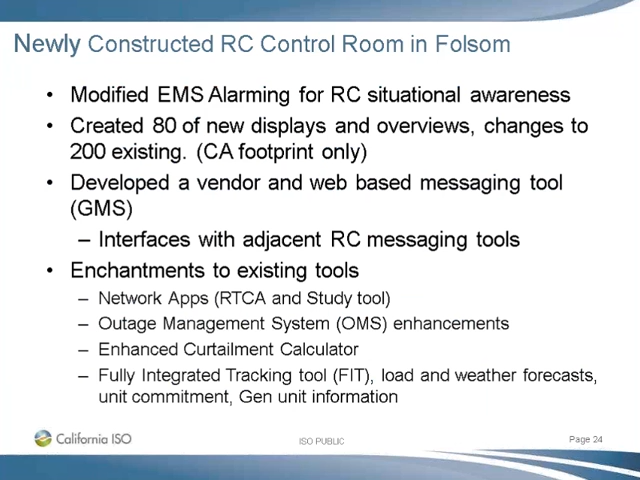 Newly Constructed RC Control Room in Folsom
• Modified EMS Alarming for RC situational awareness
• Created 80 of new displays and overviews, changes to
200 existing. (CA footprint only)
• Developed a vendor and web based messaging tool
(GMS)
– Interfaces with adjacent RC messaging tools
• Enchantments to existing tools
– Network Apps (RTCA and Study tool)
– Outage Management System (OMS) enhancements
– Enhanced Curtailment Calculator
– Fully Integrated Tracking tool (FIT), load and weather forecasts,
unit commitment, Gen unit information
California ISO
ISO PUBLIC
Page 24